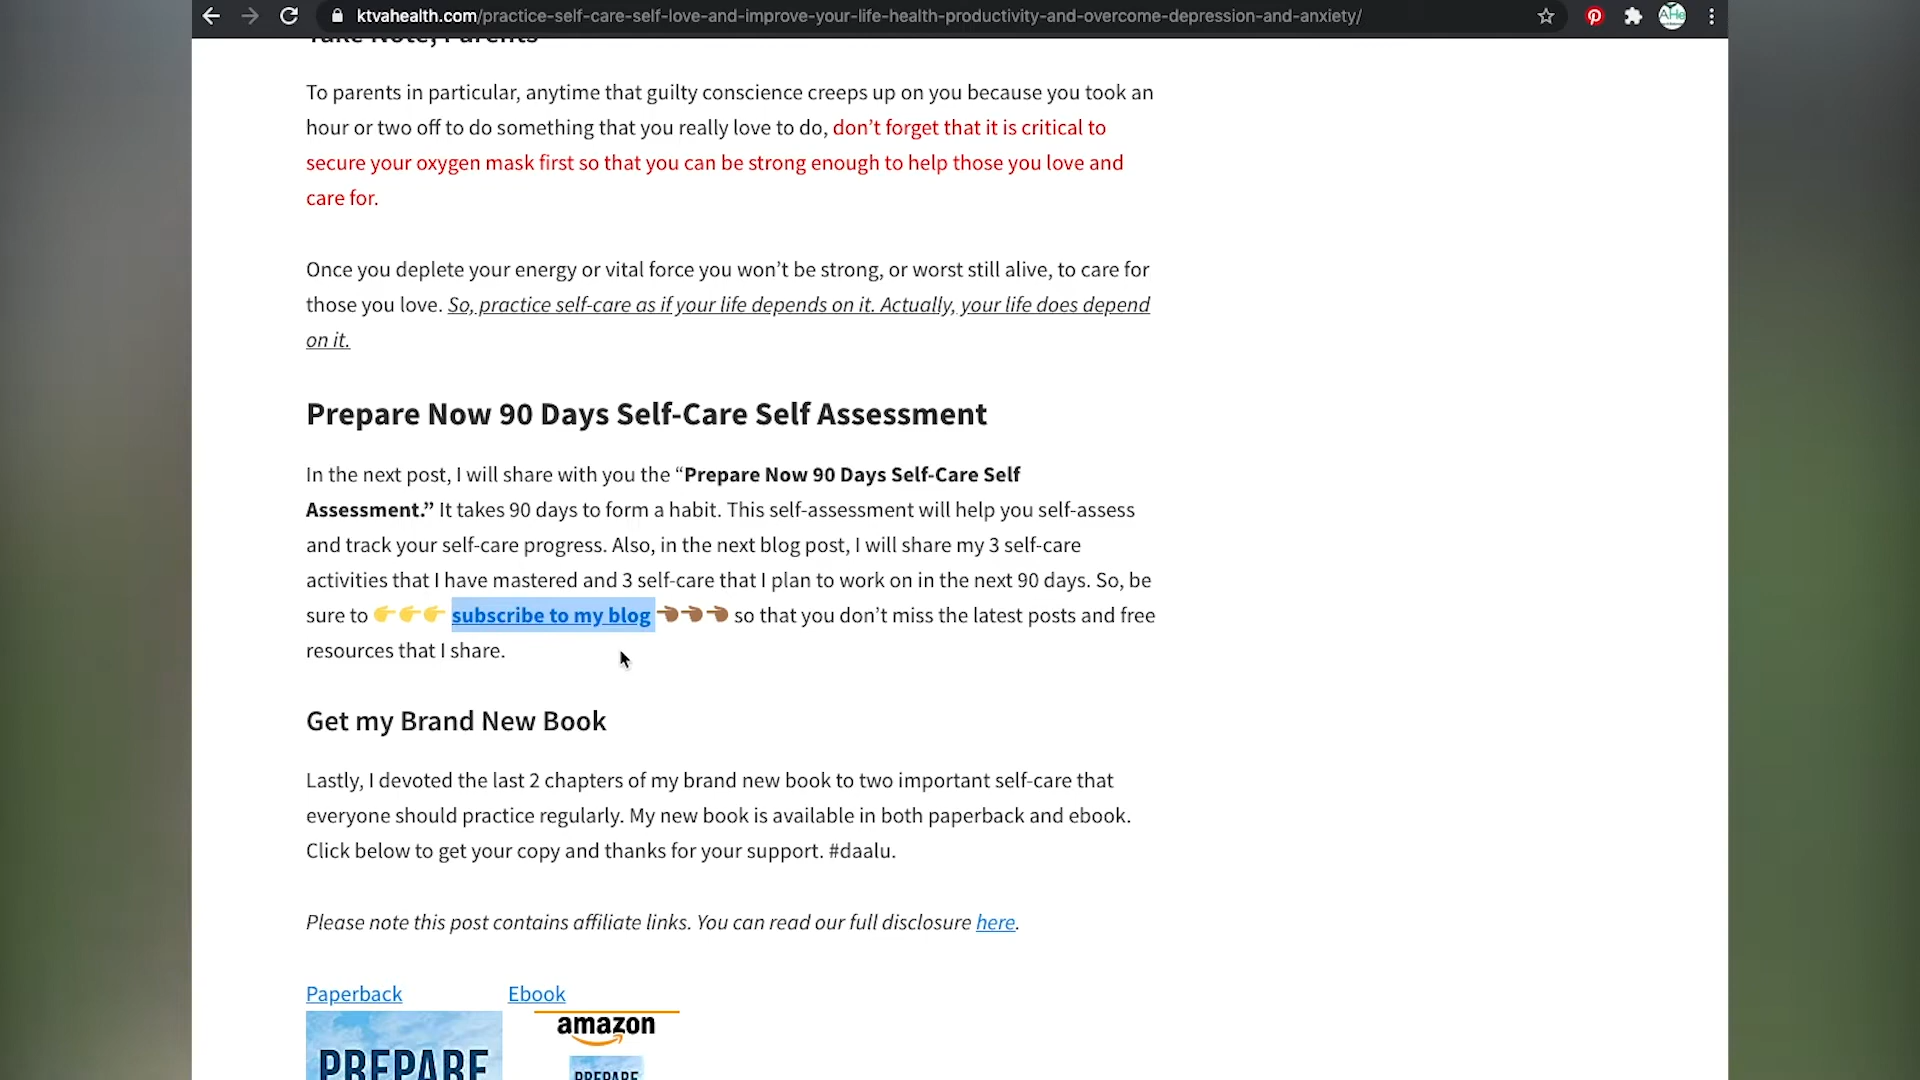 ktvahealth.com/practice-self-care-self-love-and-improve-your-life-health-productivity-and-overcome-depression-and-anxiety/
AHe
Take Note, Parents
To parents in particular, anytime that guilty conscience creeps up on you because you took an
hour or two off to do something that you really love to do, don’t forget that it is critical to
secure your oxygen mask first so that you can be strong enough to help those you love and
care for.
Once you deplete your energy or vital force you won’t be strong, or worst still alive, to care for
those you love. So, practice self-care as if your life depends on it. Actually, your life does depend
on it.
Prepare Now 90 Days Self-Care Self Assessment
In the next post, I will share with you the “Prepare Now 90 Days Self-Care Self
Assessment.” It takes 90 days to form a habit. This self-assessment will help you self-assess
and track your self-care progress. Also, in the next blog post, I will share my 3 self-care
activities that I have mastered and 3 self-care that I plan to work on in the next 90 days. So, be
sure to 👉👉👉 subscribe to my blog 👈🏾👈🏾👈🏾 so that you don’t miss the latest posts and free
resources that I share.
Get my Brand New Book
Lastly, I devoted the last 2 chapters of my brand new book to two important self-care that
everyone should practice regularly. My new book is available in both paperback and ebook.
Click below to get your copy and thanks for your support. #daalu.
Please note this post contains affiliate links. You can read our full disclosure here.
Paperback Ebook
amazon
PREPARE PREPARE